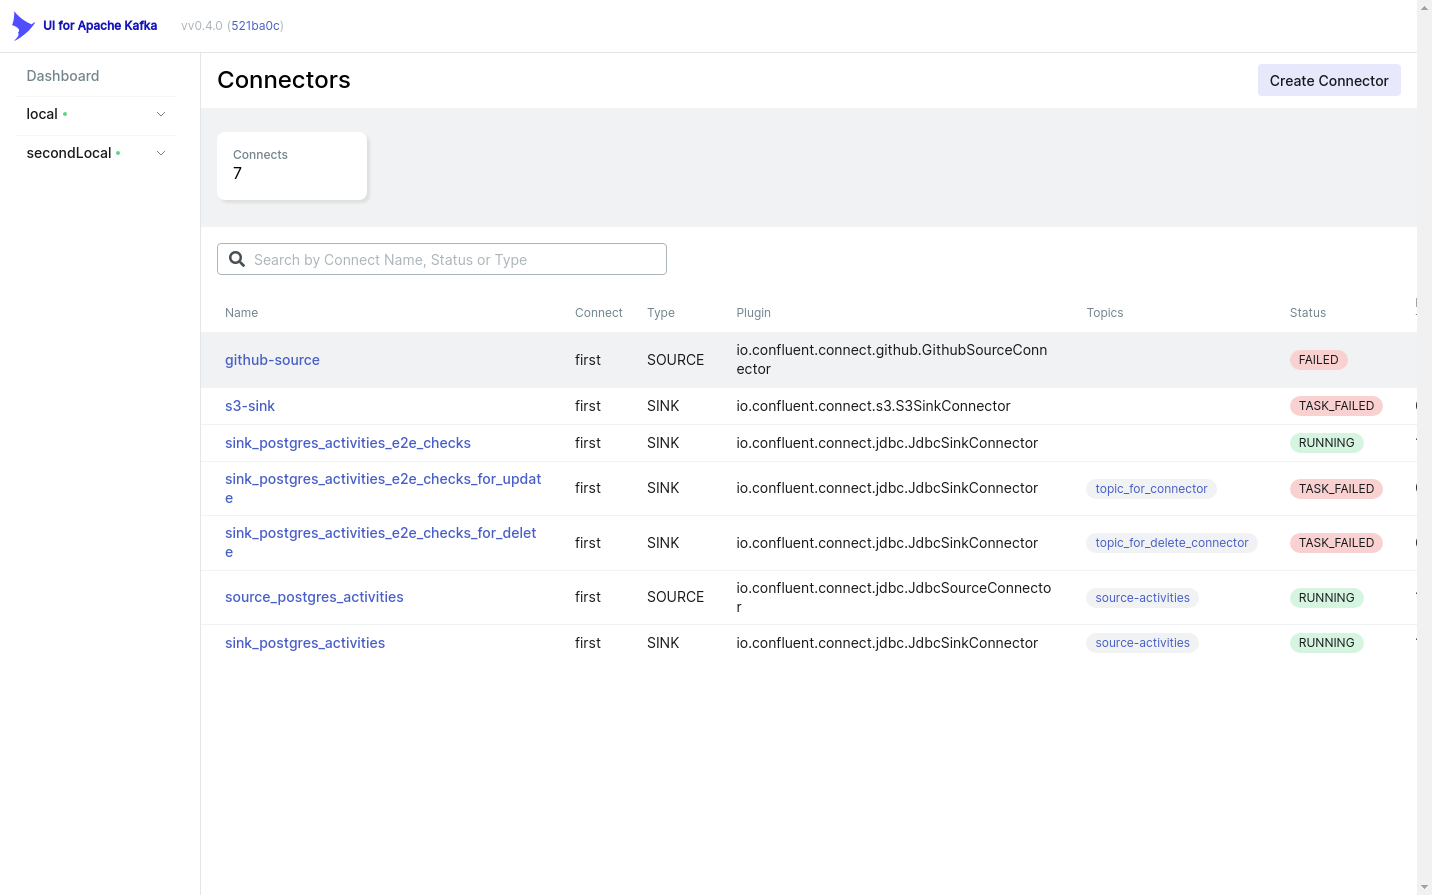 UI for Apache Kafka vv0.4.0 (521ba0c)
Dashboard
local
secondLocal
Connectors
Create Connector
Connects
7
Search by Connect Name, Status or Type
Name Connect Type Plugin Topics Status
github-source first SOURCE io.confluent.connect.github.GithubSourceConn
ector FAILED
s3-sink first SINK io.confluent.connect.s3.S3SinkConnector TASK_FAILED
sink_postgres_activities_e2e_checks first SINK io.confluent.connect.jdbc.JdbcSinkConnector RUNNING
sink_postgres_activities_e2e_checks_for_updat
e first SINK io.confluent.connect.jdbc.JdbcSinkConnector topic_for_connector TASK_FAILED
sink_postgres_activities_e2e_checks_for_delet
e first SINK io.confluent.connect.jdbc.JdbcSinkConnector topic_for_delete_connector TASK_FAILED
source_postgres_activities first SOURCE io.confluent.connect.jdbc.JdbcSourceConnecto
r source-activities RUNNING
sink_postgres_activities first SINK io.confluent.connect.jdbc.JdbcSinkConnector source-activities RUNNING